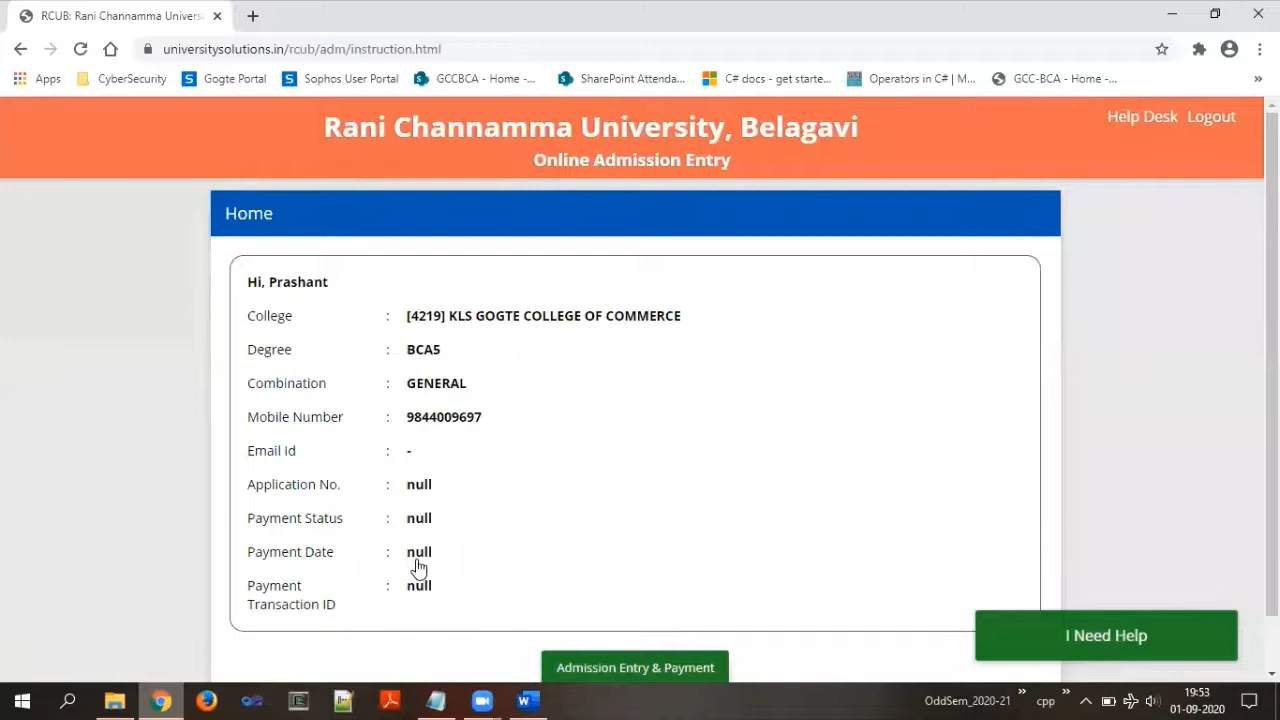 RCUB: Rani Channamma Univers
universitysolutions.in/rcub/adm/instruction.html
Apps CyberSecurity Gogte Portal Sophos User Portal GCCBCA - Home -... SharePoint Attenda... C# docs - get starte... Operators in C# | M... GCC-BCA - Home -... »
Rani Channamma University, Belagavi
Help Desk Logout
Online Admission Entry
Home
Hi, Prashant
College : [4219] KLS GOGTE COLLEGE OF COMMERCE
Degree : BCA5
Combination : GENERAL
Mobile Number : 9844009697
Email Id : -
Application No. : null
Payment Status : null
Payment Date : null
Payment : null
Transaction ID
I Need Help
Admission Entry & Payment
OddSem_2020-21 » cpp »
19:53
01-09-2020